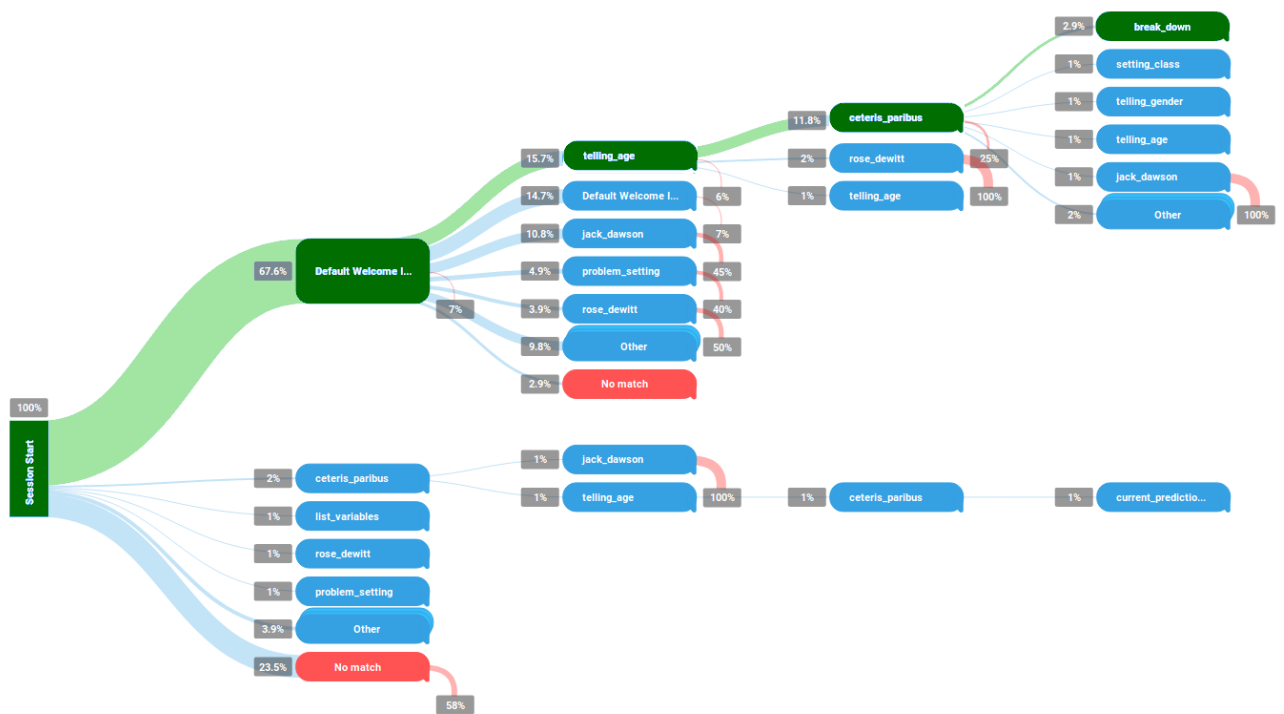 100%
Session Start
67.6%
Default Welcome I...
7%
2%
ceteris_paribus
1%
list_variables
1%
rose_dewitt
1%
problem_setting
3.9%
Other
23.5%
No match
58%
15.7%
telling_age
6%
14.7%
Default Welcome I...
7%
10.8%
jack_dawson
45%
4.9%
problem_setting
40%
3.9%
rose_dewitt
50%
9.8%
Other
2.9%
No match
1%
jack_dawson
100%
1%
telling_age
11.8%
ceteris_paribus
25%
2%
rose_dewitt
100%
1%
telling_age
1%
ceteris_paribus
2.9%
break_down
1%
setting_class
1%
telling_gender
1%
telling_age
1%
jack_dawson
100%
2%
Other
1%
current_predictio...